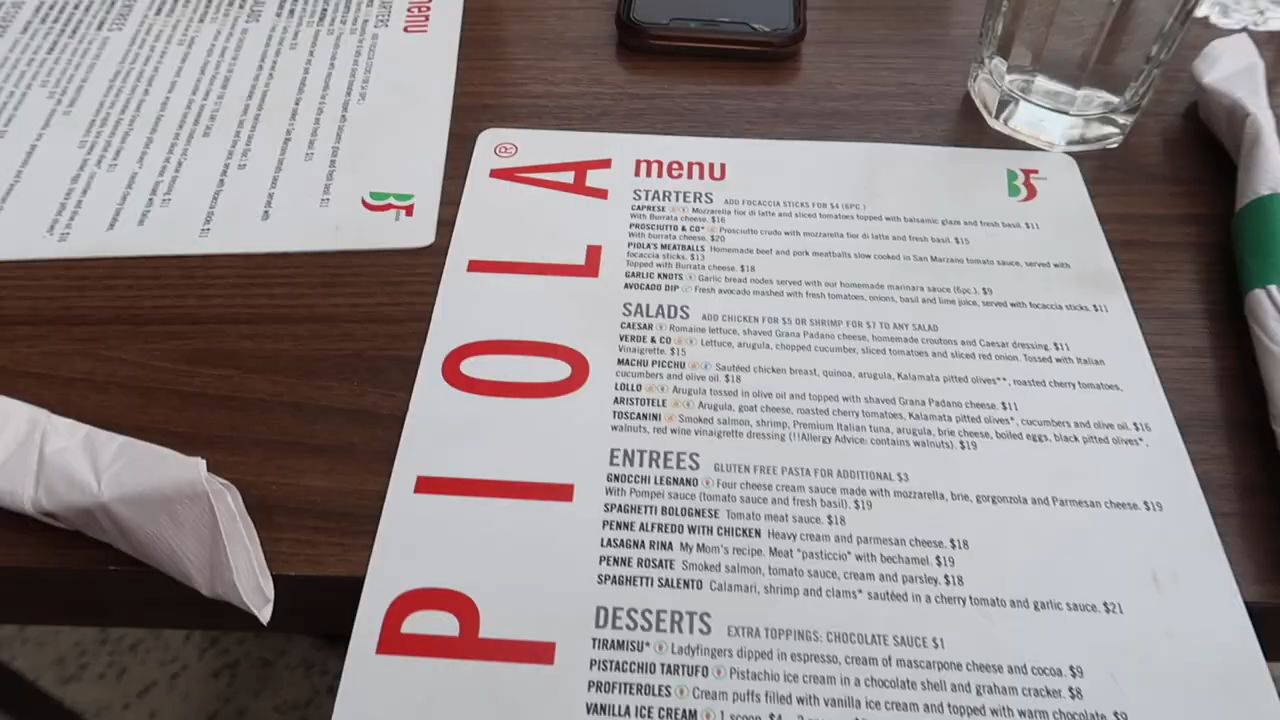 PIOLA®
menu
STARTERS ADD FOCACCIA STICKS FOR $4 (6PC.)
CAPRESE Mozzarella fior di latte and sliced tomatoes topped with balsamic glaze and fresh basil. $11
With Burrata cheese. $16
PROSCIUTTO & CO* Prosciutto crudo with mozzarella fior di latte and fresh basil. $15
With burrata cheese. $20
PIOLA'S MEATBALLS Homemade beef and pork meatballs slow cooked in San Marzano tomato sauce, served with
focaccia sticks. $13
Topped with Burrata cheese. $18
GARLIC KNOTS Garlic bread nodes served with our homemade marinara sauce (6pc.). $9
AVOCADO DIP Fresh avocado mashed with fresh tomatoes, onions, basil and lime juice, served with focaccia sticks. $11
SALADS ADD CHICKEN FOR $5 OR SHRIMP FOR $7 TO ANY SALAD
CAESAR Romaine lettuce, shaved Grana Padano cheese, homemade croutons and Caesar dressing. $11
VERDE & CO Lettuce, arugula, chopped cucumber, sliced tomatoes and sliced red onion. Tossed with Italian
Vinaigrette. $15
MACHU PICCHU Sautéed chicken breast, quinoa, arugula, Kalamata pitted olives**, roasted cherry tomatoes,
cucumbers and olive oil. $18
LOLLO Arugula tossed in olive oil and topped with shaved Grana Padano cheese. $11
ARISTOTELE Arugula, goat cheese, roasted cherry tomatoes, Kalamata pitted olives*, cucumbers and olive oil. $16
TOSCANINI Smoked salmon, shrimp, Premium Italian tuna, arugula, brie cheese, boiled eggs, black pitted olives*,
walnuts, red wine vinaigrette dressing (!!Allergy Advice: contains walnuts). $19
ENTREES GLUTEN FREE PASTA FOR ADDITIONAL $3
GNOCCHI LEGNANO Four cheese cream sauce made with mozzarella, brie, gorgonzola and Parmesan cheese. $19
With Pompei sauce (tomato sauce and fresh basil). $19
SPAGHETTI BOLOGNESE Tomato meat sauce. $18
PENNE ALFREDO WITH CHICKEN Heavy cream and parmesan cheese. $18
LASAGNA RINA My Mom's recipe. Meat "pasticcio" with bechamel. $19
PENNE ROSATE Smoked salmon, tomato sauce, cream and parsley. $18
SPAGHETTI SALENTO Calamari, shrimp and clams* sautéed in a cherry tomato and garlic sauce. $21
DESSERTS EXTRA TOPPINGS: CHOCOLATE SAUCE $1
TIRAMISU* Ladyfingers dipped in espresso, cream of mascarpone cheese and cocoa. $9
PISTACCHIO TARTUFO Pistachio ice cream in a chocolate shell and graham cracker. $8
PROFITEROLES Cream puffs filled with vanilla ice cream and topped with warm chocolate. $9
VANILLA ICE CREAM 1 scoop $4
menu